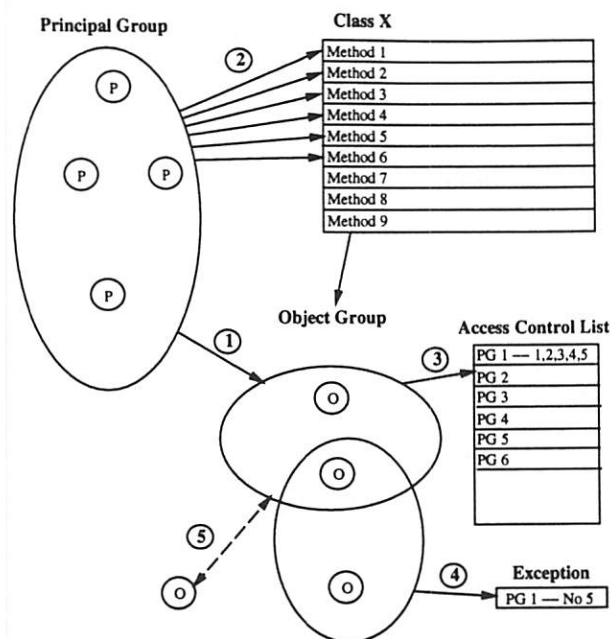 Principal Group
Class X
2
Method 1
Method 2
Method 3
Method 4
Method 5
Method 6
Method 7
Method 8
Method 9
P
P
P
P
1
Object Group
3
Access Control List
PG 1 — 1,2,3,4,5
PG 2
PG 3
PG 4
PG 5
PG 6
O
O
5
O
O
4
Exception
PG 1 — No 5